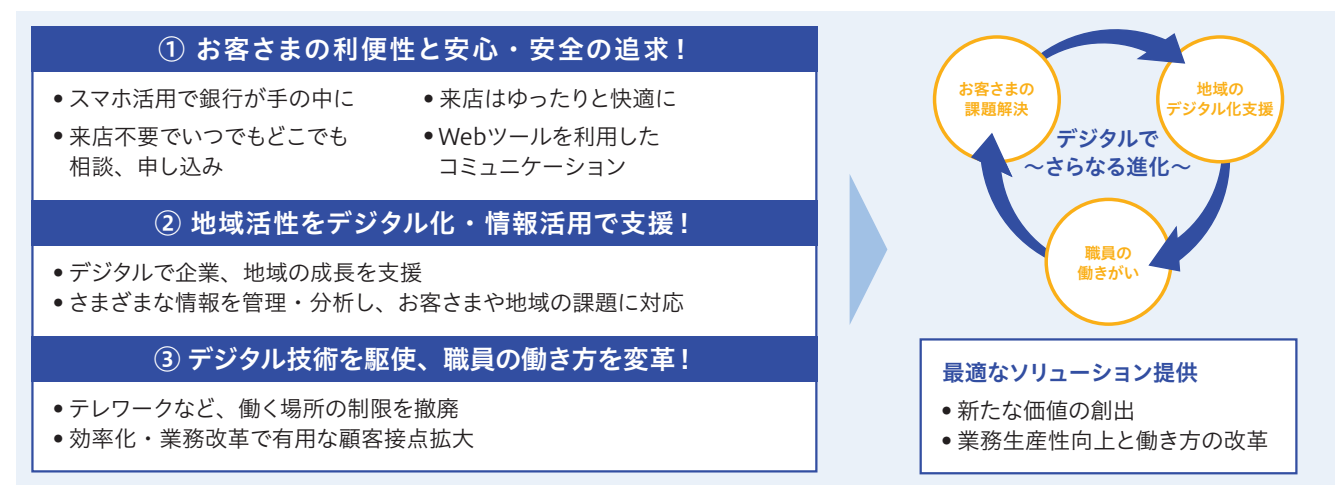 ① お客さまの利便性と安心・安全の追求！
• スマホ活用で銀行が手の中に
• 来店不要でいつでもどこでも
相談、申し込み
• 来店はゆったりと快適に
• Webツールを利用した
コミュニケーション
② 地域活性をデジタル化・情報活用で支援！
• デジタルで企業、地域の成長を支援
• さまざまな情報を管理・分析し、お客さまや地域の課題に対応
③ デジタル技術を駆使、職員の働き方を変革！
• テレワークなど、働く場所の制限を撤廃
• 効率化・業務改革で有用な顧客接点拡大
お客さまの
課題解決
地域の
デジタル化支援
デジタルで
～さらなる進化～
職員の
働きがい
最適なソリューション提供
• 新たな価値の創出
• 業務生産性向上と働き方の改革